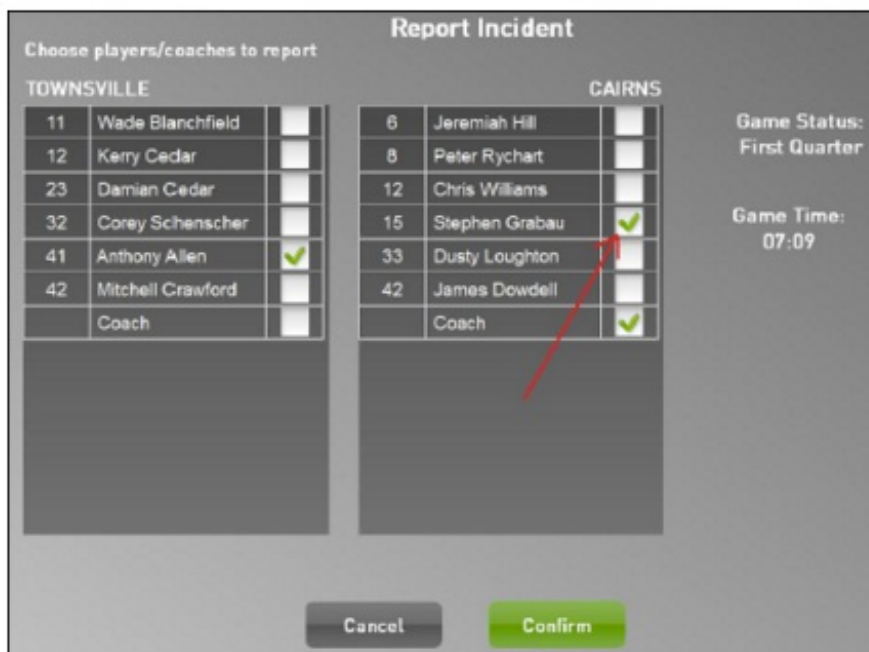 Report Incident
Choose players/coaches to report
TOWNSVILLE
11 Wade Blanchfield
12 Kerry Cedar
23 Damian Cedar
32 Corey Schenscher
41 Anthony Allen
42 Mitchell Crawford
Coach
CAIRNS
6 Jeremiah Hill
8 Peter Rychart
12 Chris Williams
15 Stephen Grabau
33 Dusty Loughton
42 James Dowdell
Coach
Game Status:
First Quarter
Game Time:
07:09
Cancel
Confirm